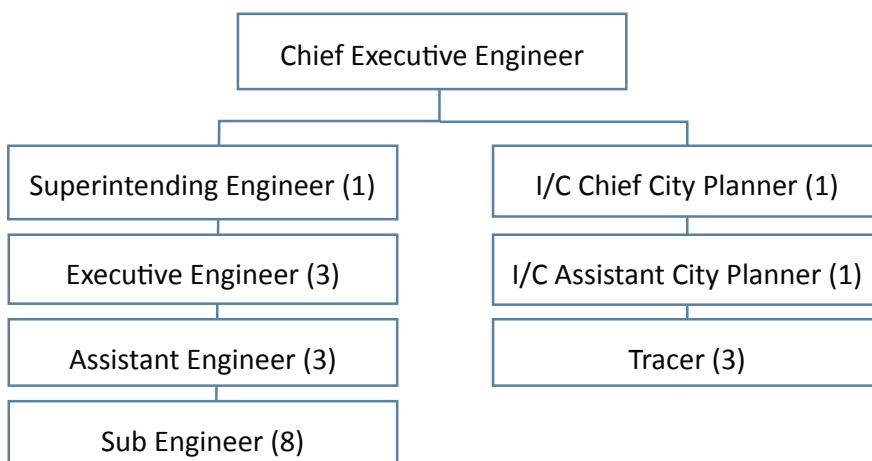 Chief Executive Engineer
Superintending Engineer (1)
Executive Engineer (3)
Assistant Engineer (3)
Sub Engineer (8)
I/C Chief City Planner (1)
I/C Assistant City Planner (1)
Tracer (3)